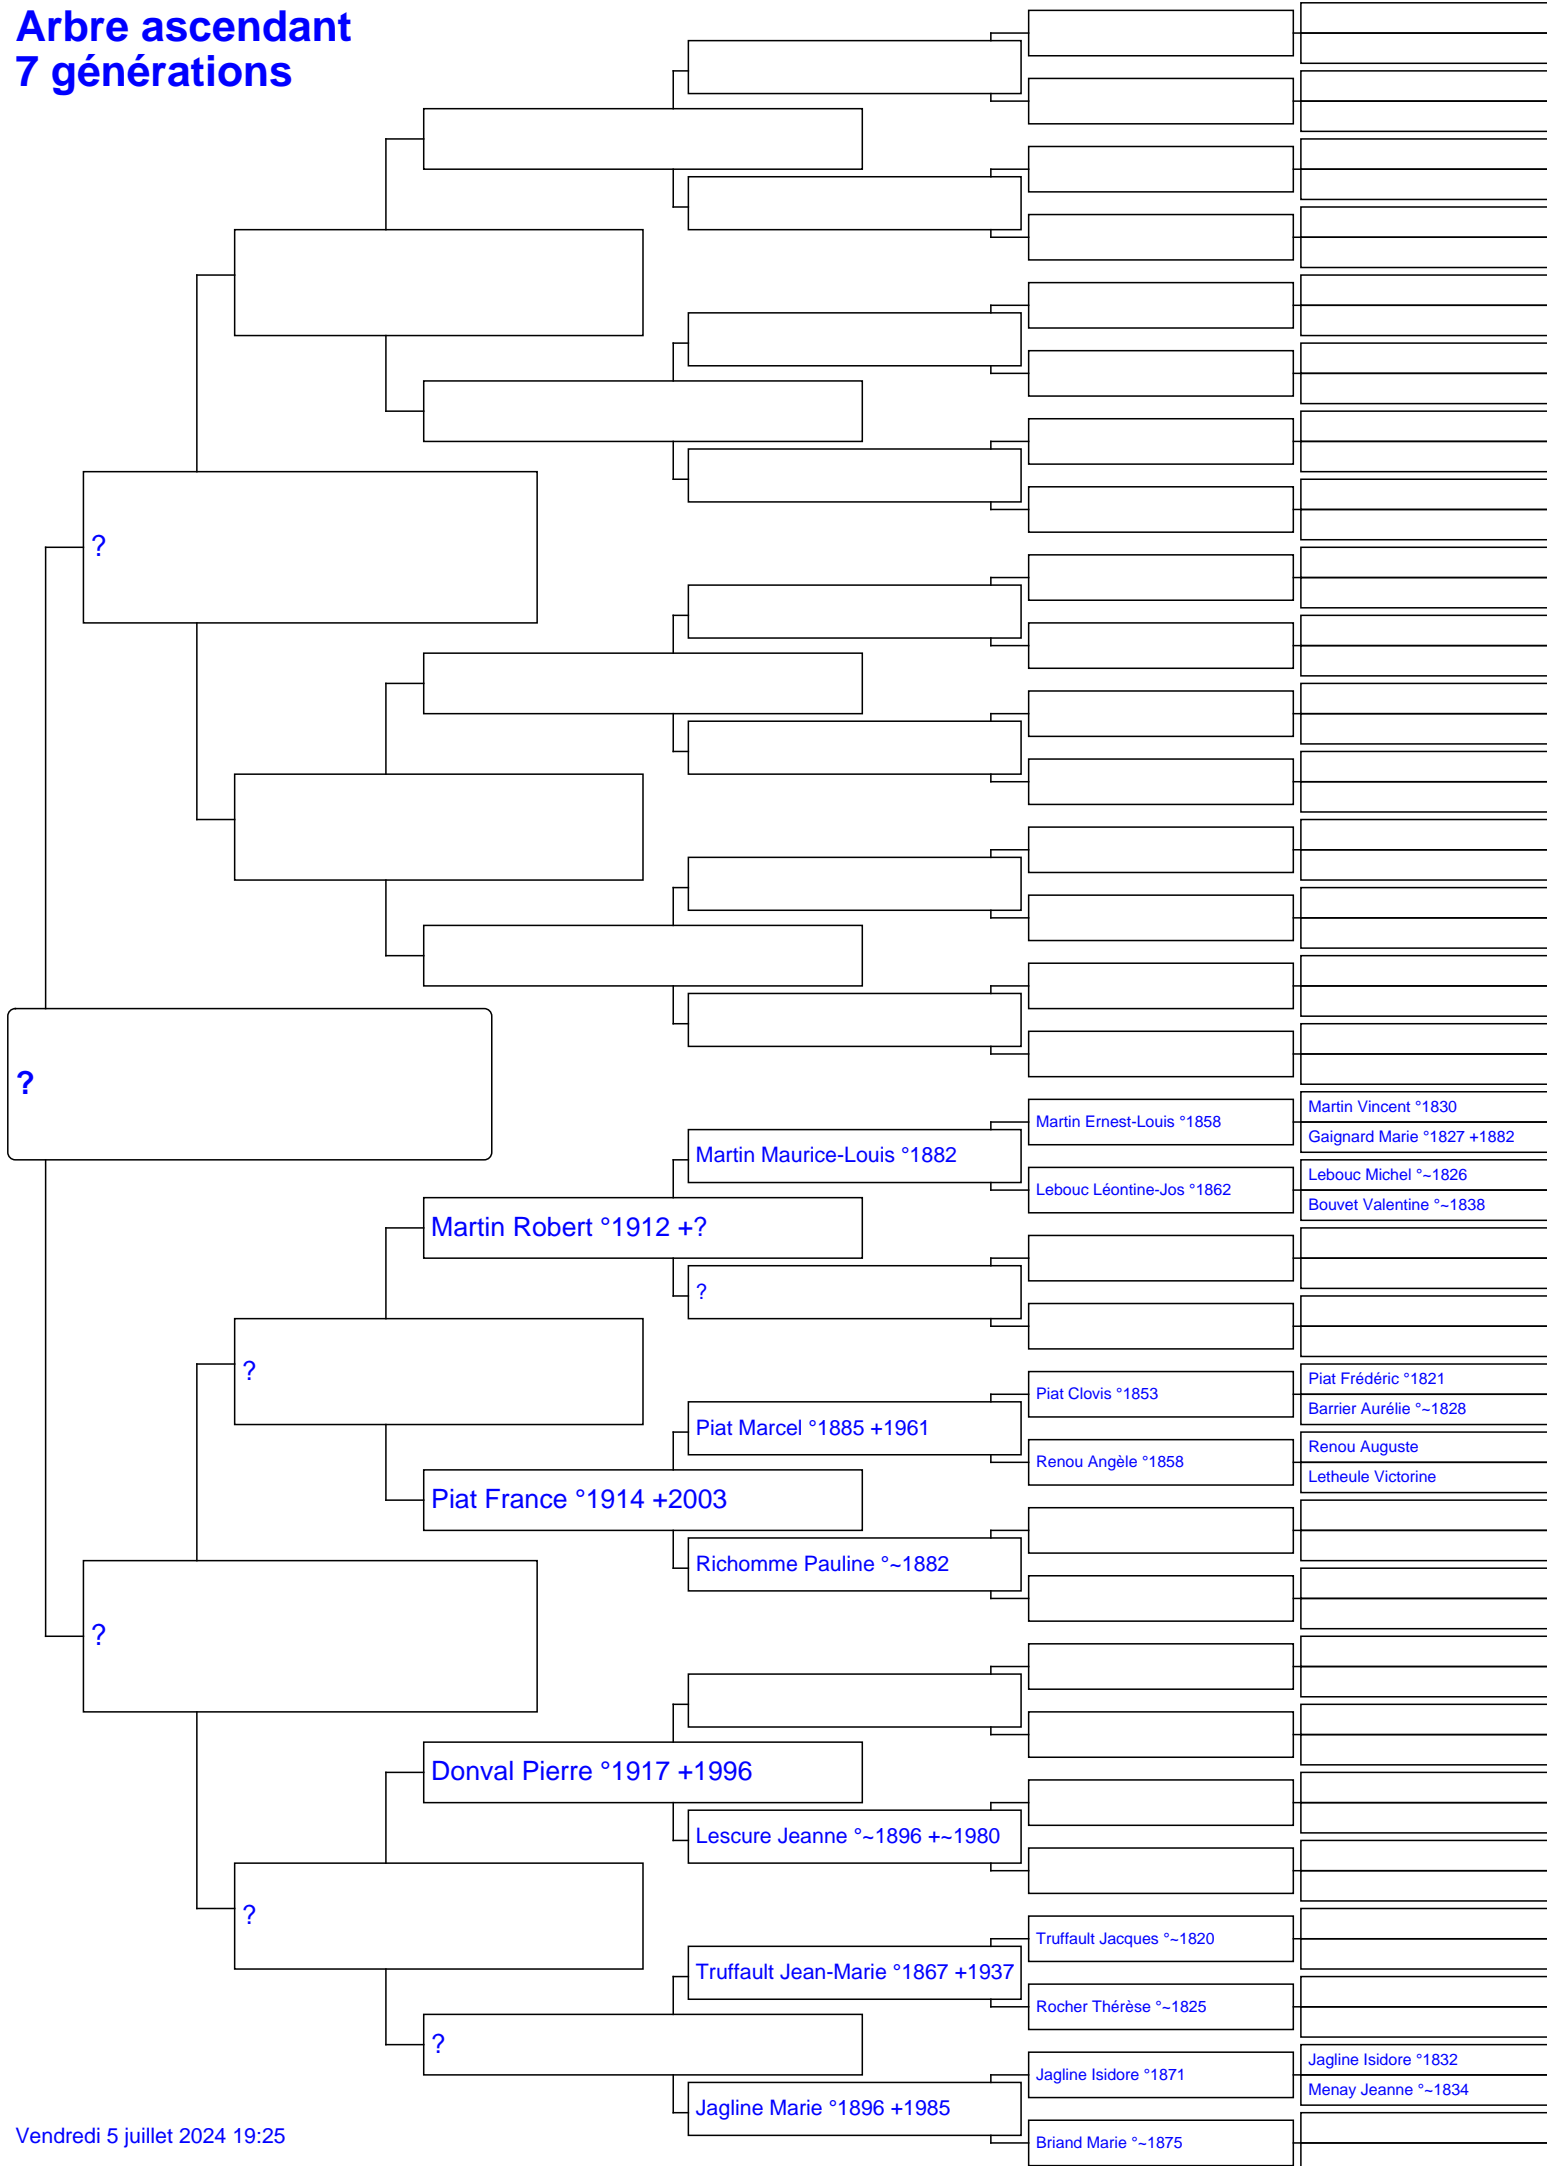 Arbre ascendant
7 générations
?
?
Martin Ernest-Louis °1858
Martin Vincent °1830
Gaignard Marie °1827 +1882
Martin Maurice-Louis °1882
Lebouc Léontine-Jos °1862
Lebouc Michel °~1826
Bouvet Valentine °~1838
Martin Robert °1912 +?
?
?
Piat Clovis °1853
Piat Frédéric °1821
Barrier Aurélie °~1828
Piat Marcel °1885 +1961
Renou Angèle °1858
Renou Auguste
Letheule Victorine
Piat France °1914 +2003
Richomme Pauline °~1882
?
Donval Pierre °1917 +1996
Lescure Jeanne °~1896 +~1980
?
Truffault Jacques °~1820
Truffault Jean-Marie °1867 +1937
Rocher Thérèse °~1825
?
Jagline Isidore °1871
Jagline Isidore °1832
Menay Jeanne °~1834
Jagline Marie °1896 +1985
Briand Marie °~1875
Vendredi 5 juillet 2024 19:25